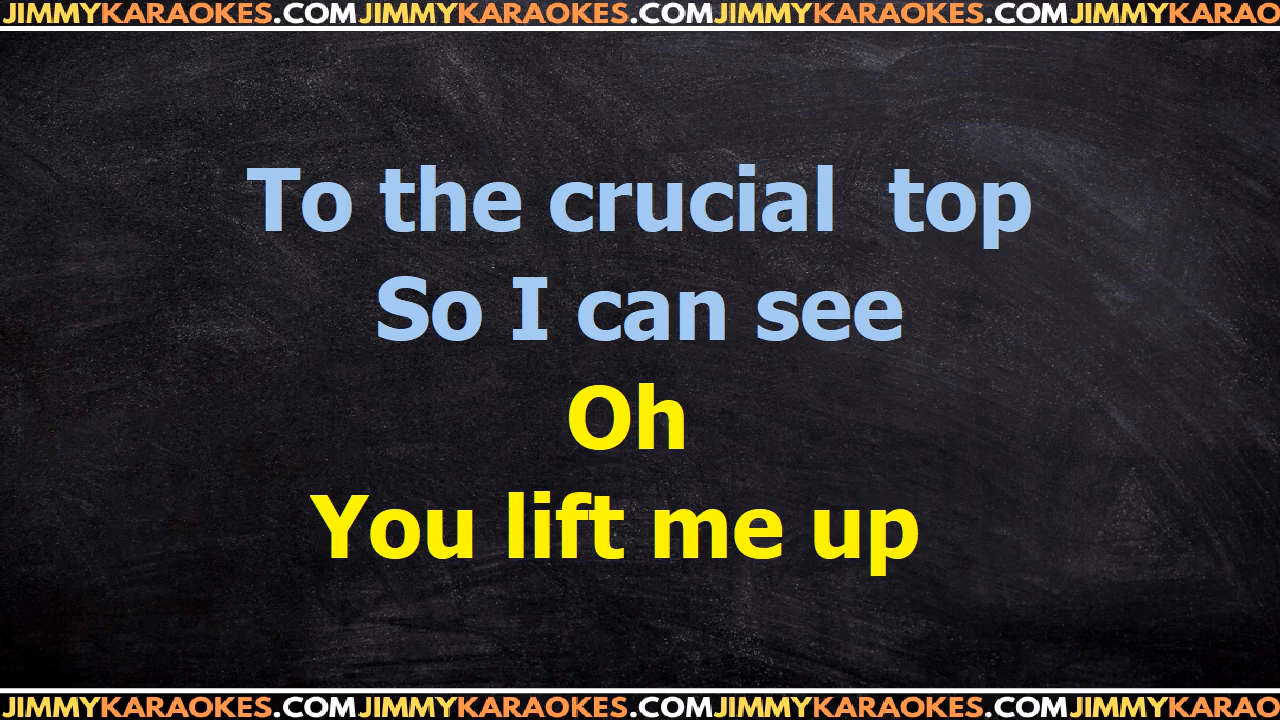 JIMMYKARAOKES.COMJIMMYKARAOKES.COMJIMMYKARAOKES.COMJIMMYKARAO
To the crucial  top
So I can see
Oh
You lift me up
JIMMYKARAOKES.COMJIMMYKARAOKES.COMJIMMYKARAOKES.COMJIMMYKARAO